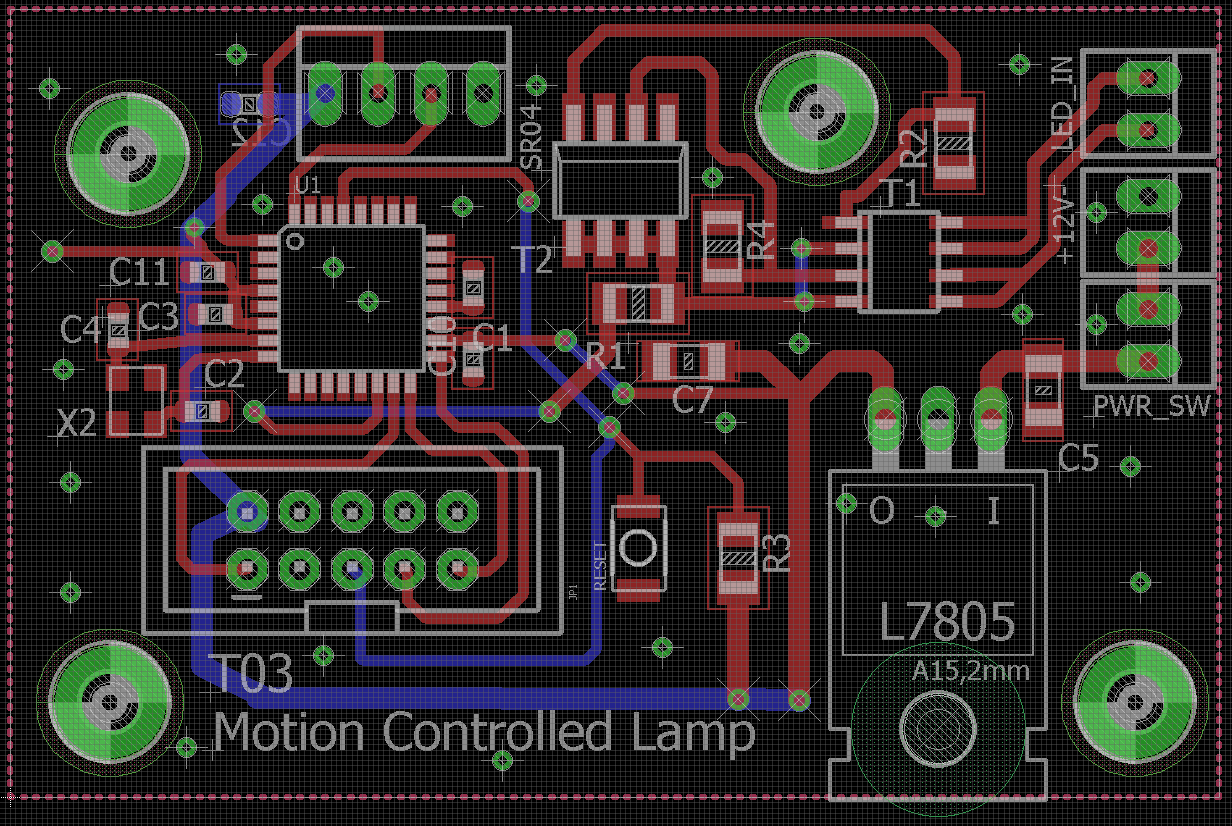 SR04
LED_IN
R2
U1
T1
+12V-
R4
T2
C11
C3
C4
C1
R1
C2
C7
X2
PWR_SW
C5
O
I
RESET
R3
JP1
L7805
T03
A15,2mm
Motion Controlled Lamp